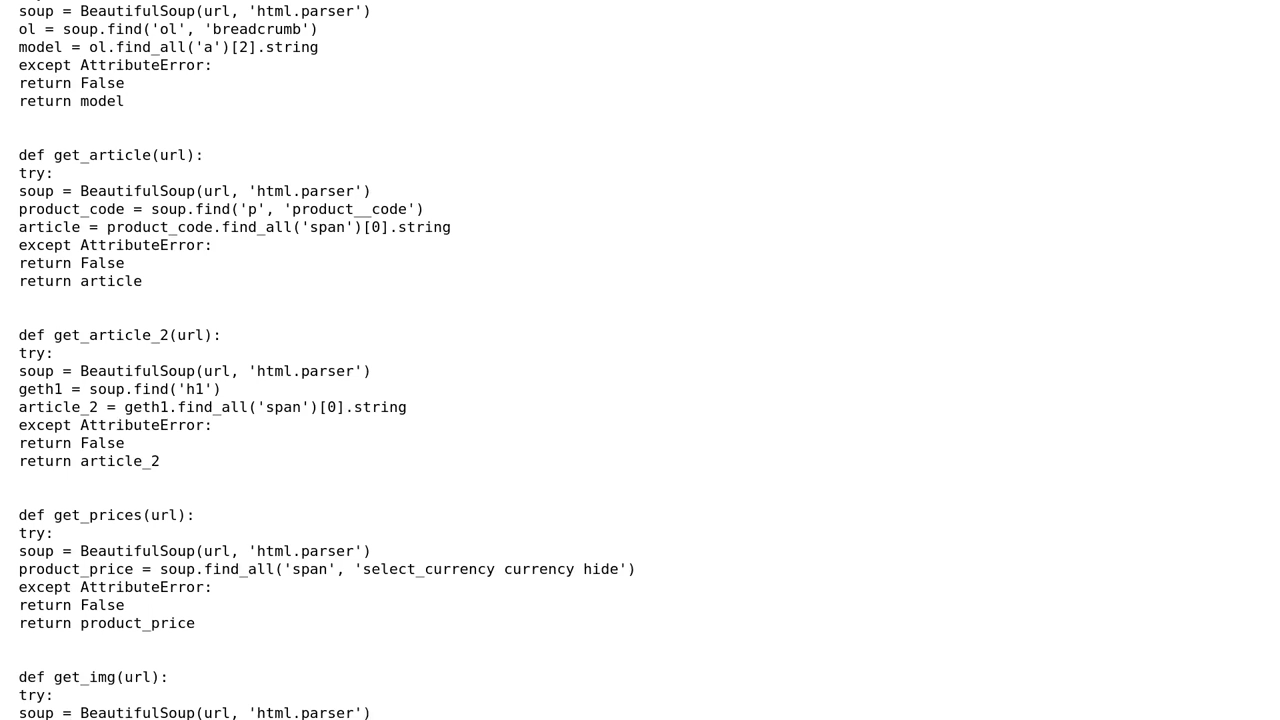 soup = BeautifulSoup(url, 'html.parser')
ol = soup.find('ol', 'breadcrumb')
model = ol.find_all('a')[2].string
except AttributeError:
return False
return model
def get_article(url):
try:
soup = BeautifulSoup(url, 'html.parser')
product_code = soup.find('p', 'product__code')
article = product_code.find_all('span')[0].string
except AttributeError:
return False
return article
def get_article_2(url):
try:
soup = BeautifulSoup(url, 'html.parser')
geth1 = soup.find('h1')
article_2 = geth1.find_all('span')[0].string
except AttributeError:
return False
return article_2
def get_prices(url):
try:
soup = BeautifulSoup(url, 'html.parser')
product_price = soup.find_all('span', 'select_currency currency hide')
except AttributeError:
return False
return product_price
def get_img(url):
try:
soup = BeautifulSoup(url, 'html.parser')